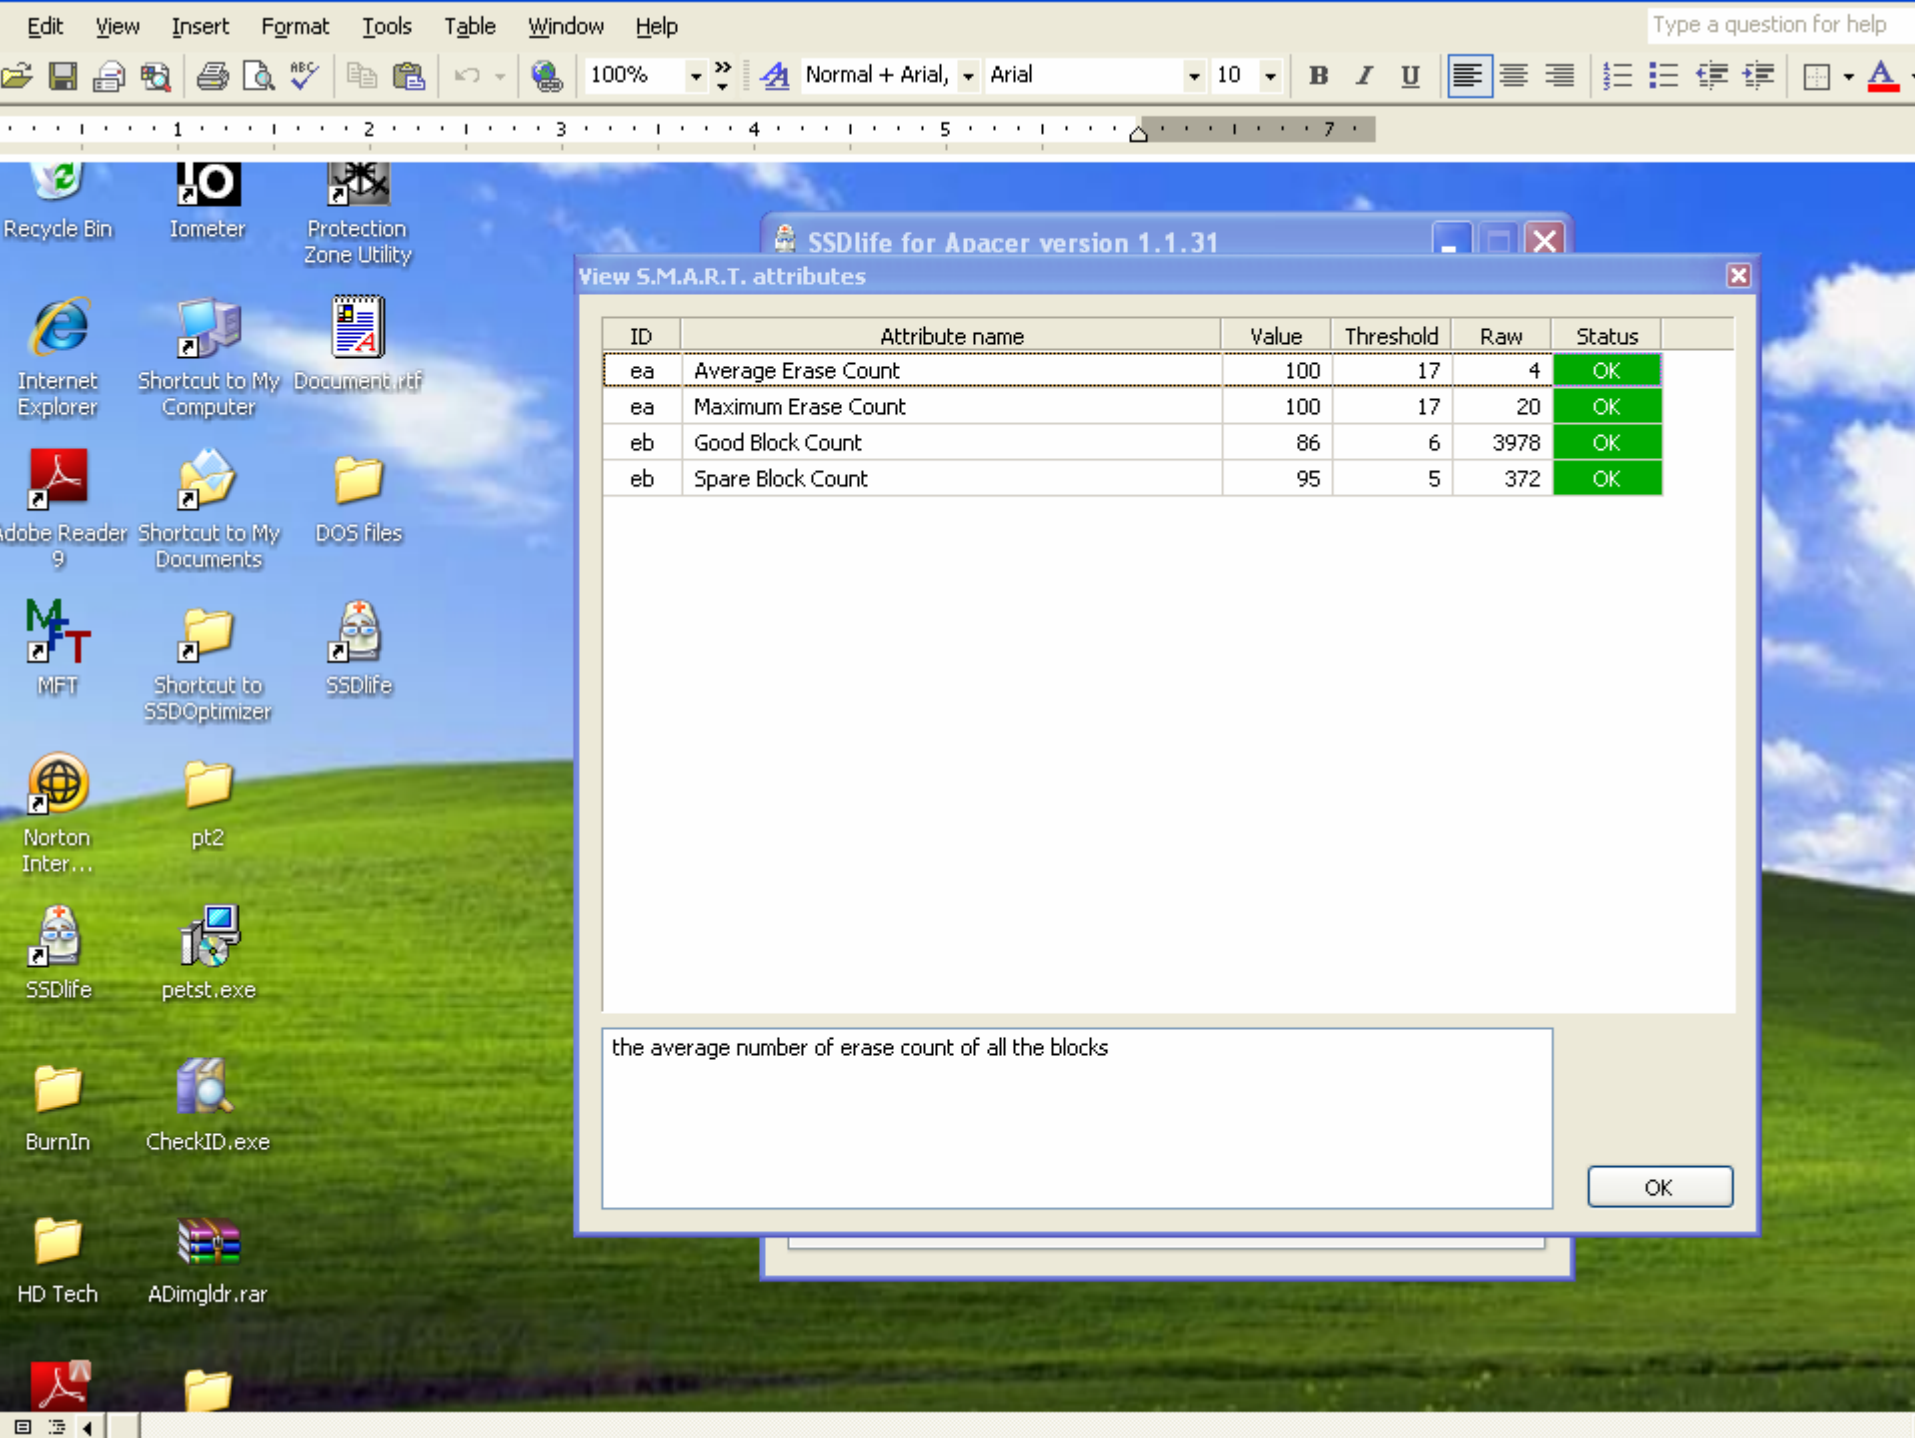 Edit View Insert Format Tools Table Window Help
Type a question for help
100% Normal + Arial, Arial 10 B I U A
1 2 3 4 5 7
Recycle Bin
Iometer
Protection
Zone Utility
Internet
Explorer
Shortcut to My
Computer
Document.rtf
Adobe Reader
9
Shortcut to My
Documents
DOS files
MFT
Shortcut to
SSDOptimizer
SSDlife
Norton
Inter...
pt2
SSDlife
petst.exe
BurnIn
CheckID.exe
HD Tech
ADimgldr.rar
SSDlife for Apacer version 1.1.31
View S.M.A.R.T. attributes
ID Attribute name Value Threshold Raw Status
ea Average Erase Count 100 17 4 OK
ea Maximum Erase Count 100 17 20 OK
eb Good Block Count 86 6 3978 OK
eb Spare Block Count 95 5 372 OK
the average number of erase count of all the blocks
OK